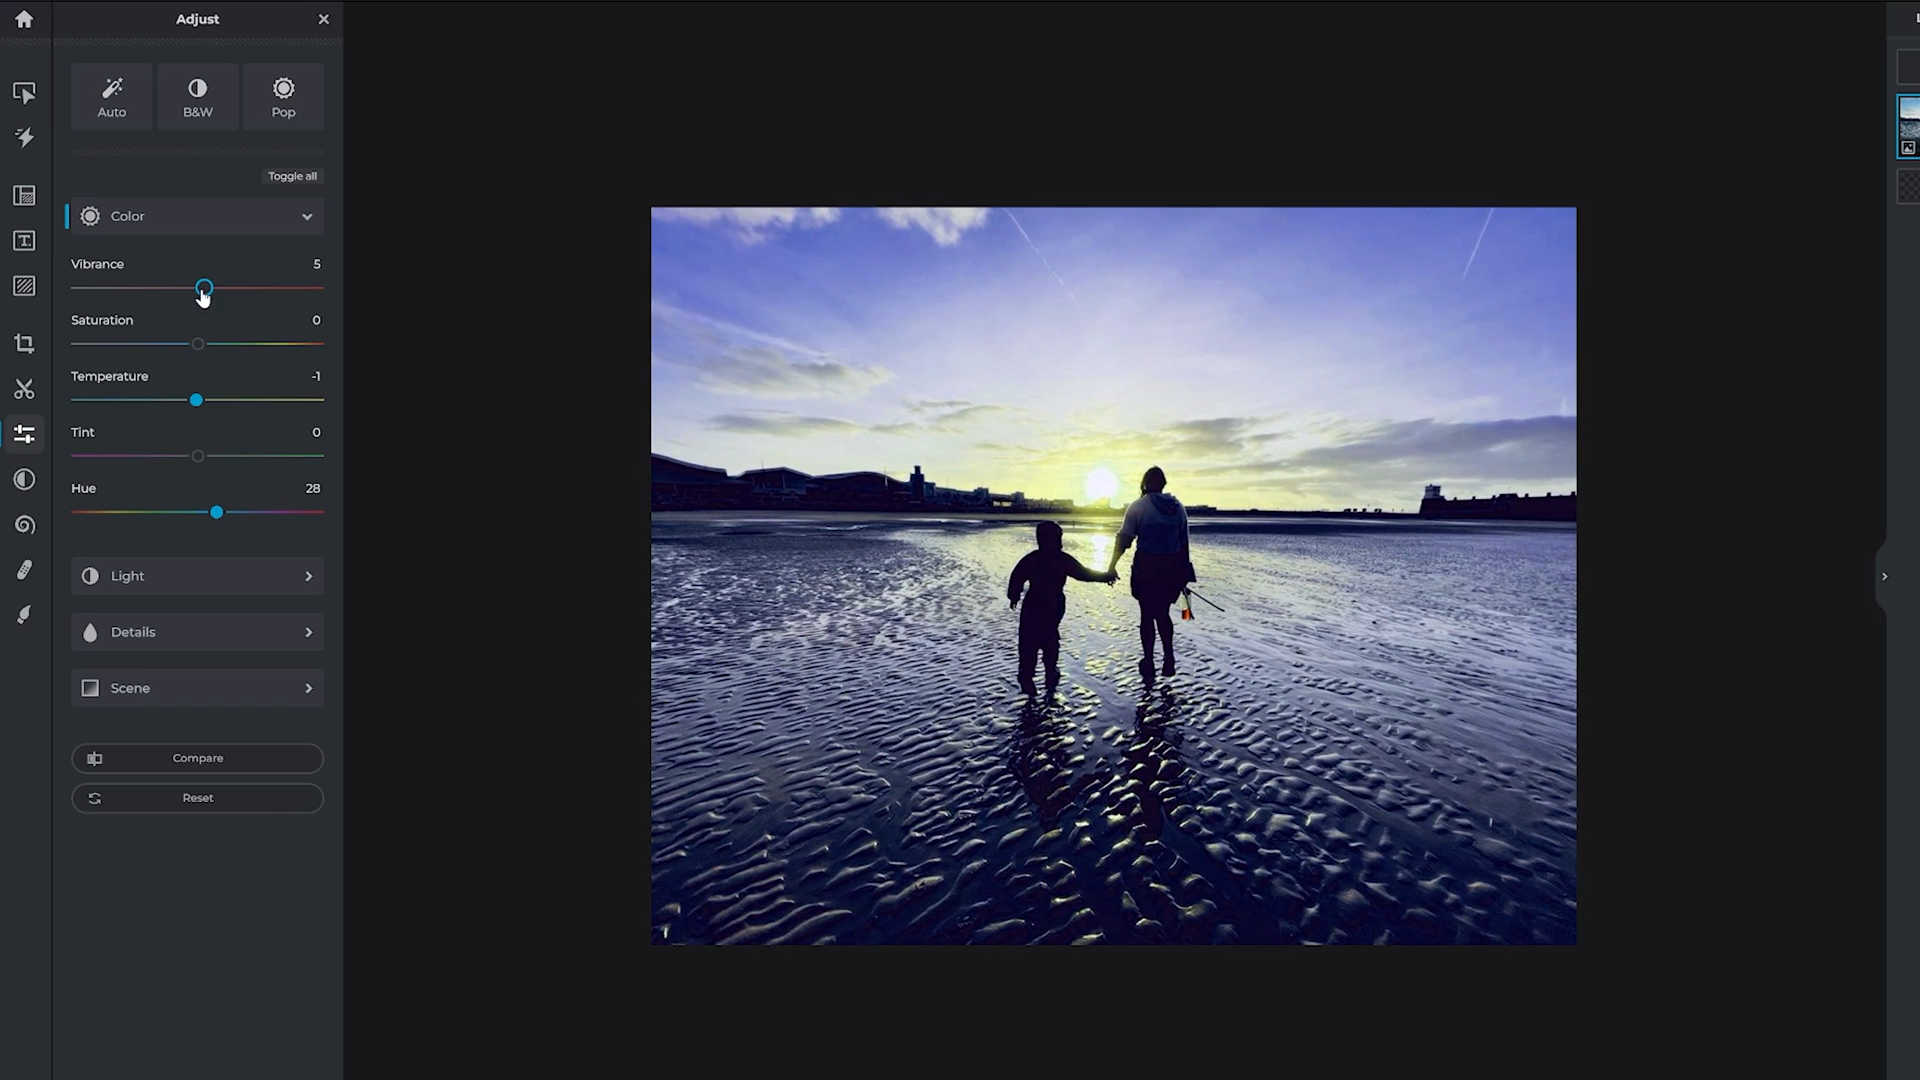 Adjust
Auto
B&W
Pop
Toggle all
Color
Vibrance 5
Saturation 0
Temperature -1
Tint 0
Hue 28
Light
Details
Scene
Compare
Reset